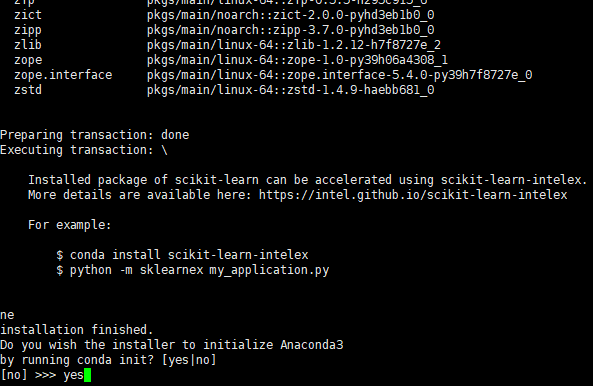 zict pkgs/main/noarch::zict-2.0.0-pyhd3eb1b0_0
zipp pkgs/main/noarch::zipp-3.7.0-pyhd3eb1b0_0
zlib pkgs/main/linux-64::zlib-1.2.12-h7f8727e_2
zope pkgs/main/linux-64::zope-1.0-py39h06a4308_1
zope.interface pkgs/main/linux-64::zope.interface-5.4.0-py39h7f8727e_0
zstd pkgs/main/linux-64::zstd-1.4.9-haebb681_0
Preparing transaction: done
Executing transaction: \
Installed package of scikit-learn can be accelerated using scikit-learn-intelex.
More details are available here: https://intel.github.io/scikit-learn-intelex
For example:
$ conda install scikit-learn-intelex
$ python -m sklearnex my_application.py
ne
installation finished.
Do you wish the installer to initialize Anaconda3
by running conda init? [yes|no]
[no] >>> yes